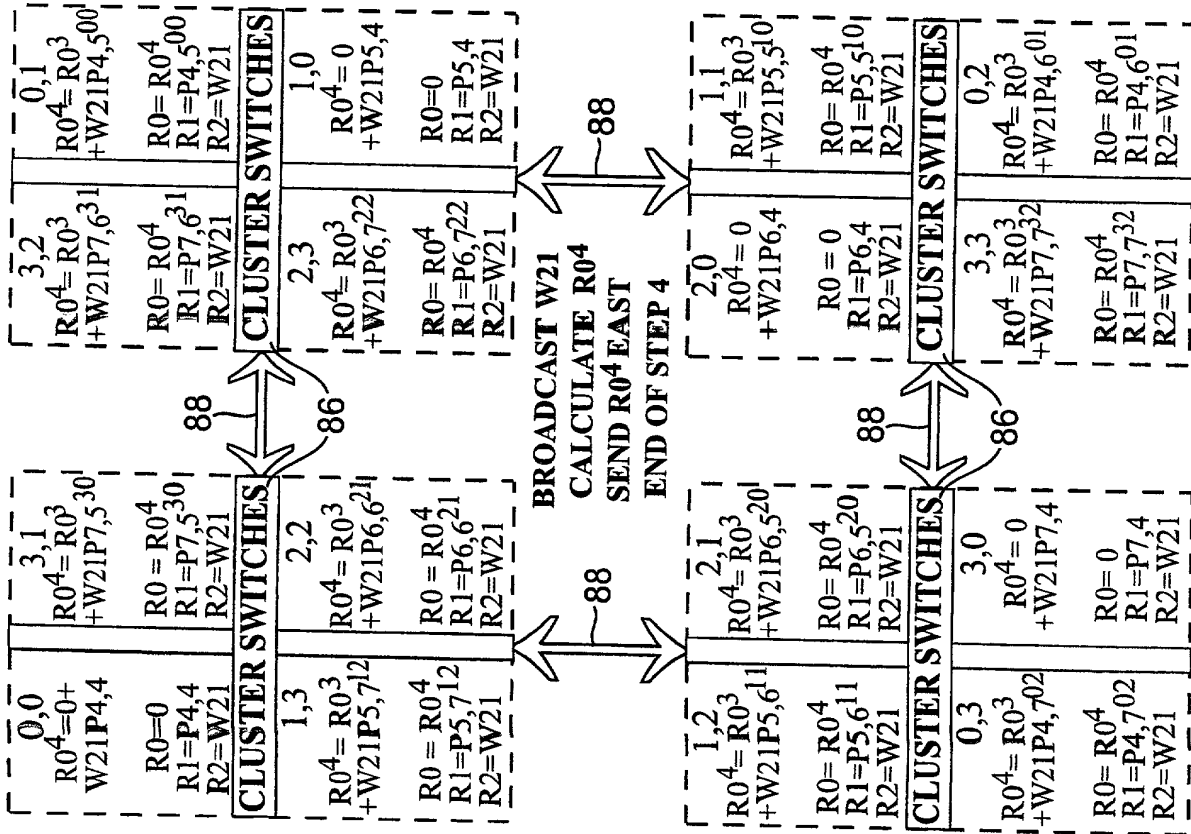 0,0
R0⁴=0+
W21P4,4
R0=0
R1=P4,4
R2=W21
3,1
R0⁴= R0³
+W21P7,5³⁰
R0 = R0⁴
R1=P7,5³⁰
R2=W21
CLUSTER SWITCHES
1,3
R0⁴= R0³
+W21P5,7¹²
R0 = R0⁴
R1=P5,7¹²
R2=W21
2,2
R0⁴= R0³
+W21P6,6²¹
R0 = R0⁴
R1=P6,6²¹
R2=W21
88
86
3,2
R0⁴= R0³
+W21P7,6³¹
R0= R0⁴
R1=P7,6³¹
R2=W21
0,1
R0⁴= R0³
+W21P4,5⁰⁰
R0= R0⁴
R1=P4,5⁰⁰
R2=W21
CLUSTER SWITCHES
2,3
R0⁴= R0³
+W21P6,7²²
R0= R0⁴
R1=P6,7²²
R2=W21
1,0
R0⁴= 0
+W21P5,4
R0=0
R1=P5,4
R2=W21
88
BROADCAST W21
CALCULATE R0⁴
SEND R0⁴ EAST
END OF STEP 4
88
1,2
R0⁴= R0³
+W21P5,6¹¹
R0= R0⁴
R1=P5,6¹¹
R2=W21
2,1
R0⁴= R0³
+W21P6,5²⁰
R0= R0⁴
R1=P6,5²⁰
R2=W21
CLUSTER SWITCHES
0,3
R0⁴= R0³
+W21P4,7⁰²
R0= R0⁴
R1=P4,7⁰²
R2=W21
3,0
R0⁴= 0
+W21P7,4
R0= 0
R1=P7,4
R2=W21
88
86
2,0
R0⁴= 0
+W21P6,4
R0 = 0
R1=P6,4
R2=W21
1,1
R0⁴= R0³
+W21P5,5¹⁰
R0= R0⁴
R1=P5,5¹⁰
R2=W21
CLUSTER SWITCHES
3,3
R0⁴= R0³
+W21P7,7³²
R0= R0⁴
R1=P7,7³²
R2=W21
0,2
R0⁴= R0³
+W21P4,6⁰¹
R0= R0⁴
R1=P4,6⁰¹
R2=W21